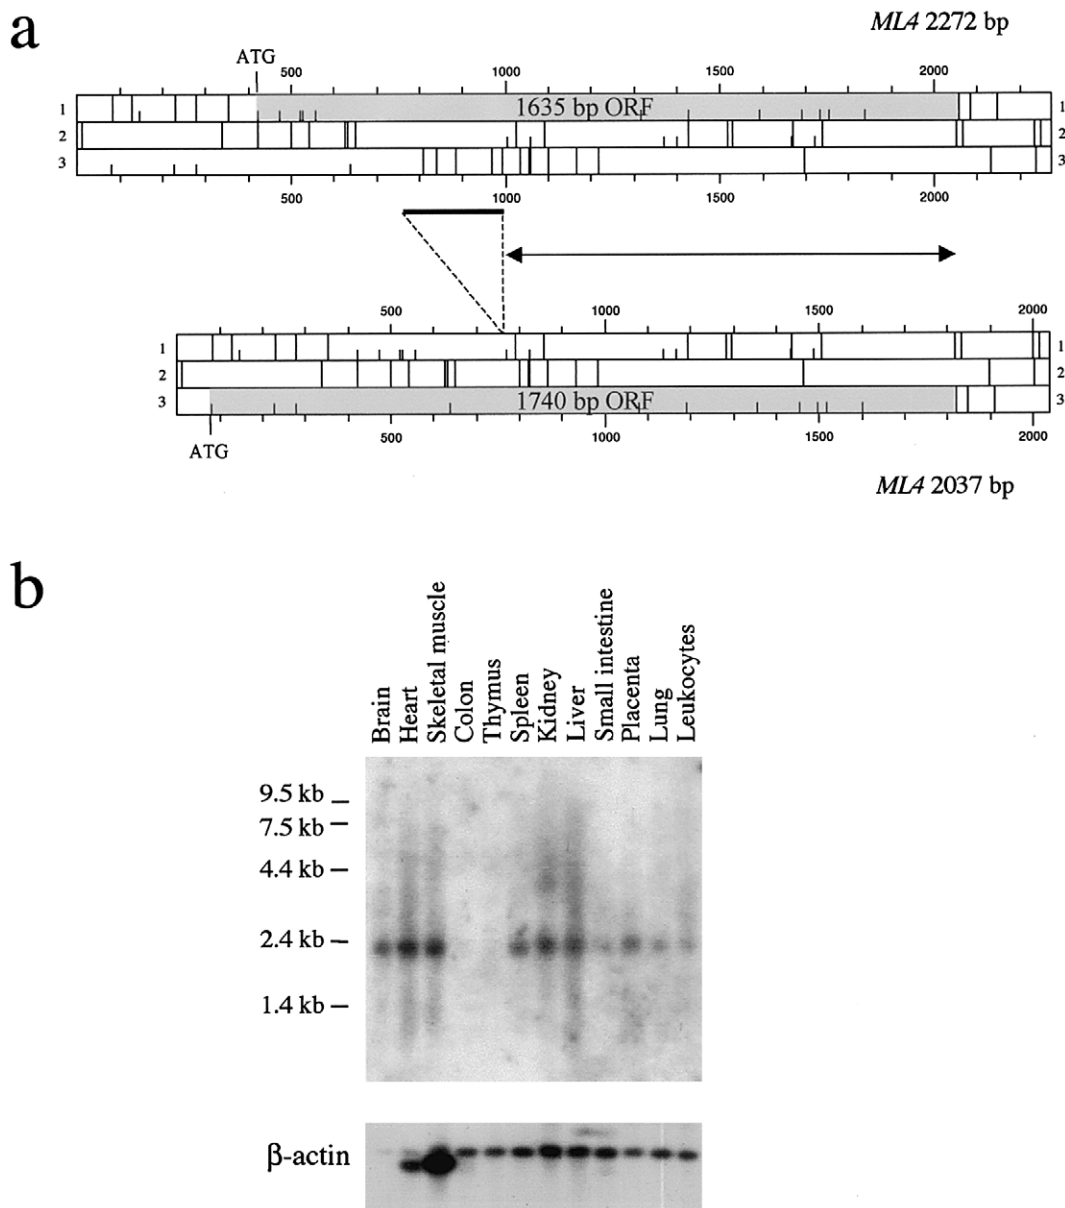 a
ML4 2272 bp
ATG
500 1000 1500 2000
1 1635 bp ORF 1
2 2
3 3
500 1000 1500 2000
500 1000 1500 2000
1 1
2 2
3 1740 bp ORF 3
500 1000 1500 2000
ATG
ML4 2037 bp
b
Brain
Heart
Skeletal muscle
Colon
Thymus
Spleen
Kidney
Liver
Small intestine
Placenta
Lung
Leukocytes
9.5 kb
7.5 kb
4.4 kb
2.4 kb
1.4 kb
β-actin